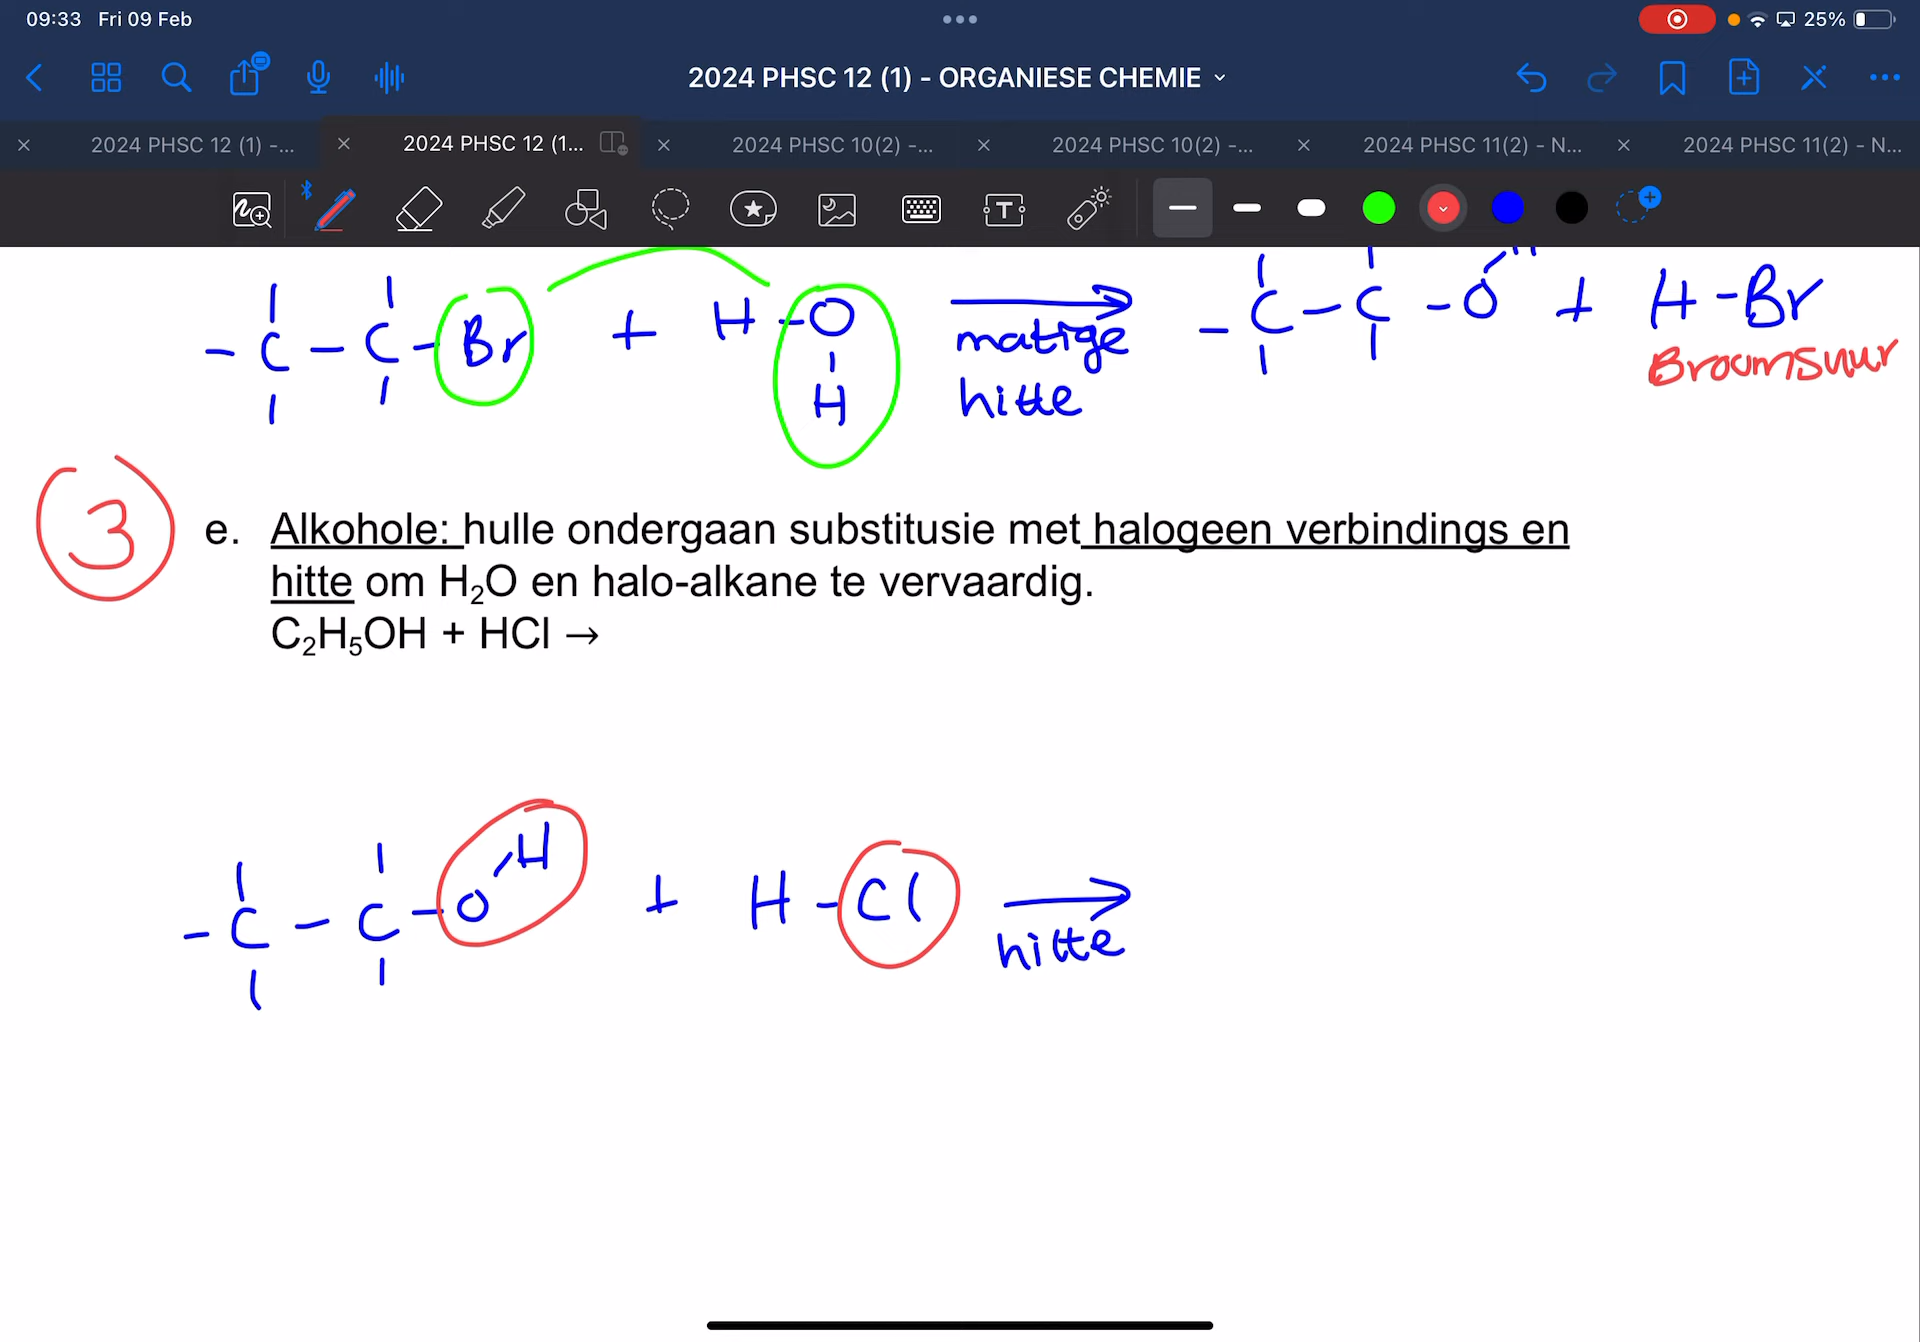 09:33 Fri 09 Feb
25%
2024 PHSC 12 (1) - ORGANIESE CHEMIE
2024 PHSC 12 (1) -...
2024 PHSC 12 (1...
2024 PHSC 10(2) -...
2024 PHSC 10(2) -...
2024 PHSC 11(2) - N...
2024 PHSC 11(2) - N...
T
- C - C - Br + H - O → - C - C - O + H - Br
H
matige
hitte
Broomsuur
3
e. Alkohole: hulle ondergaan substitusie met halogeen verbindings en
hitte om H₂O en halo-alkane te vervaardig.
C₂H₅OH + HCl →
- C - C - O - H + H - Cl →
hitte